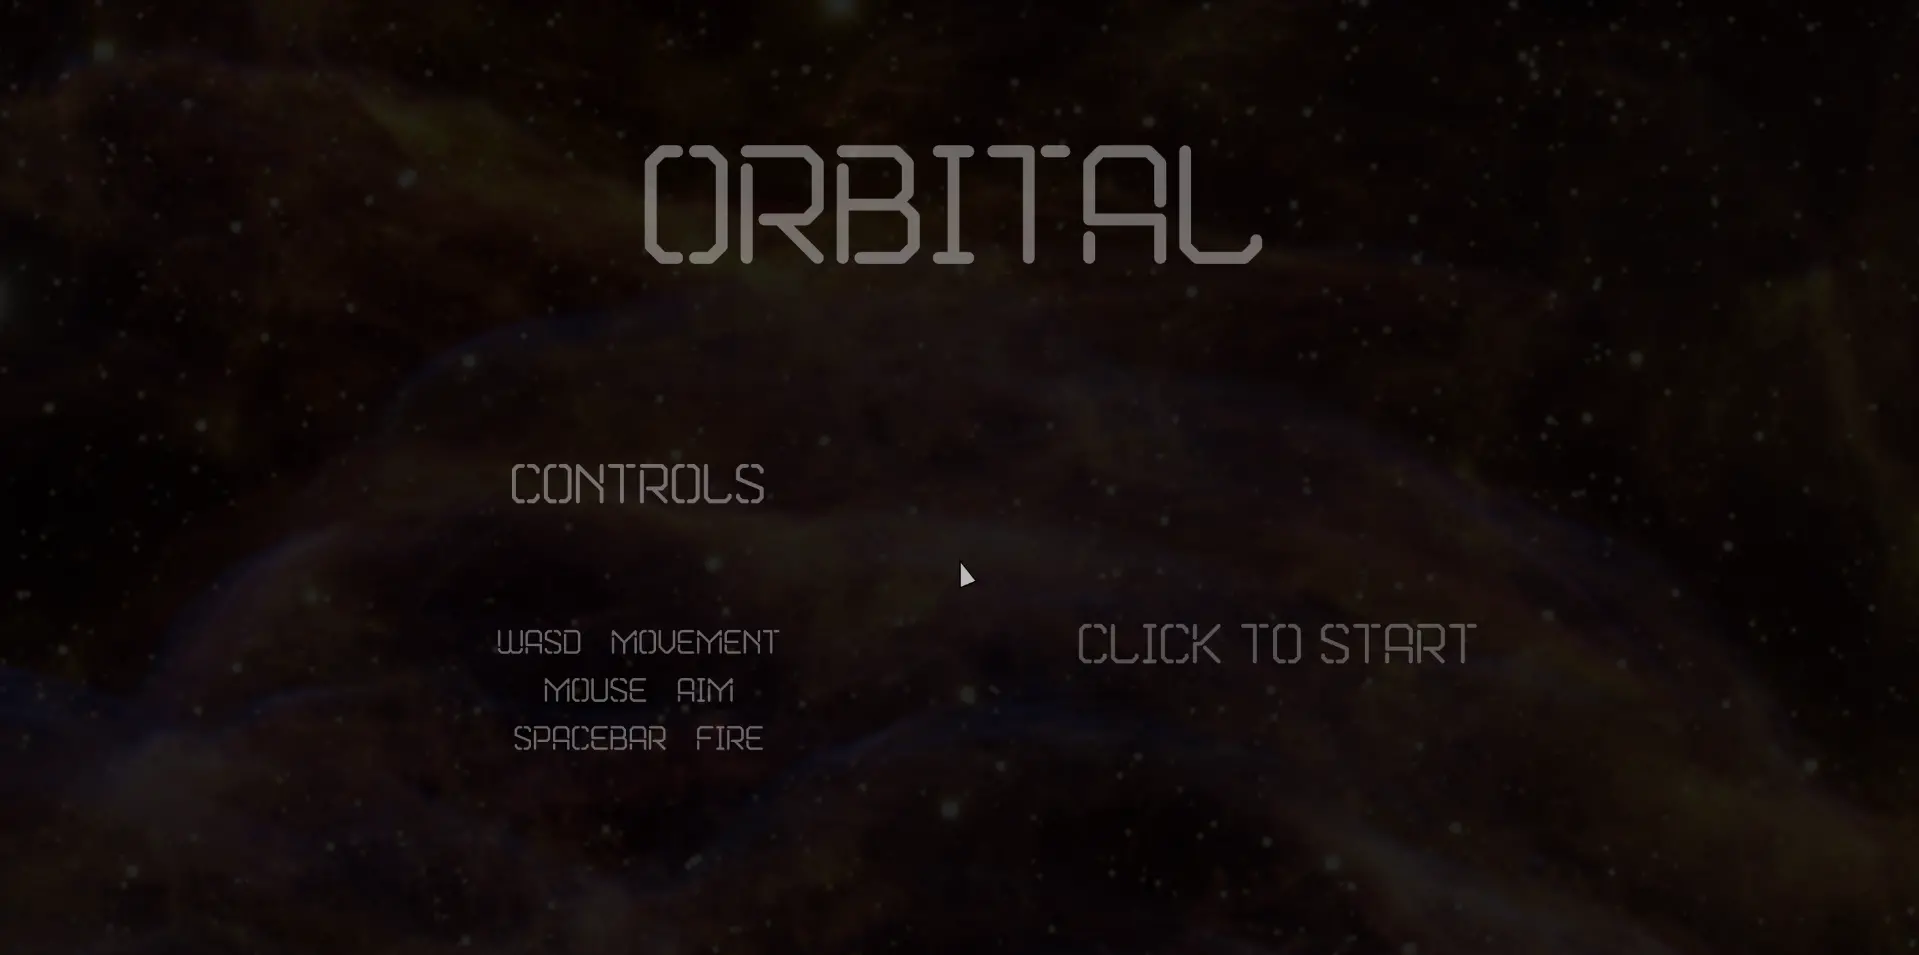 ORBITAL
CONTROLS
WASD MOVEMENT
MOUSE AIM
SPACEBAR FIRE
CLICK TO START